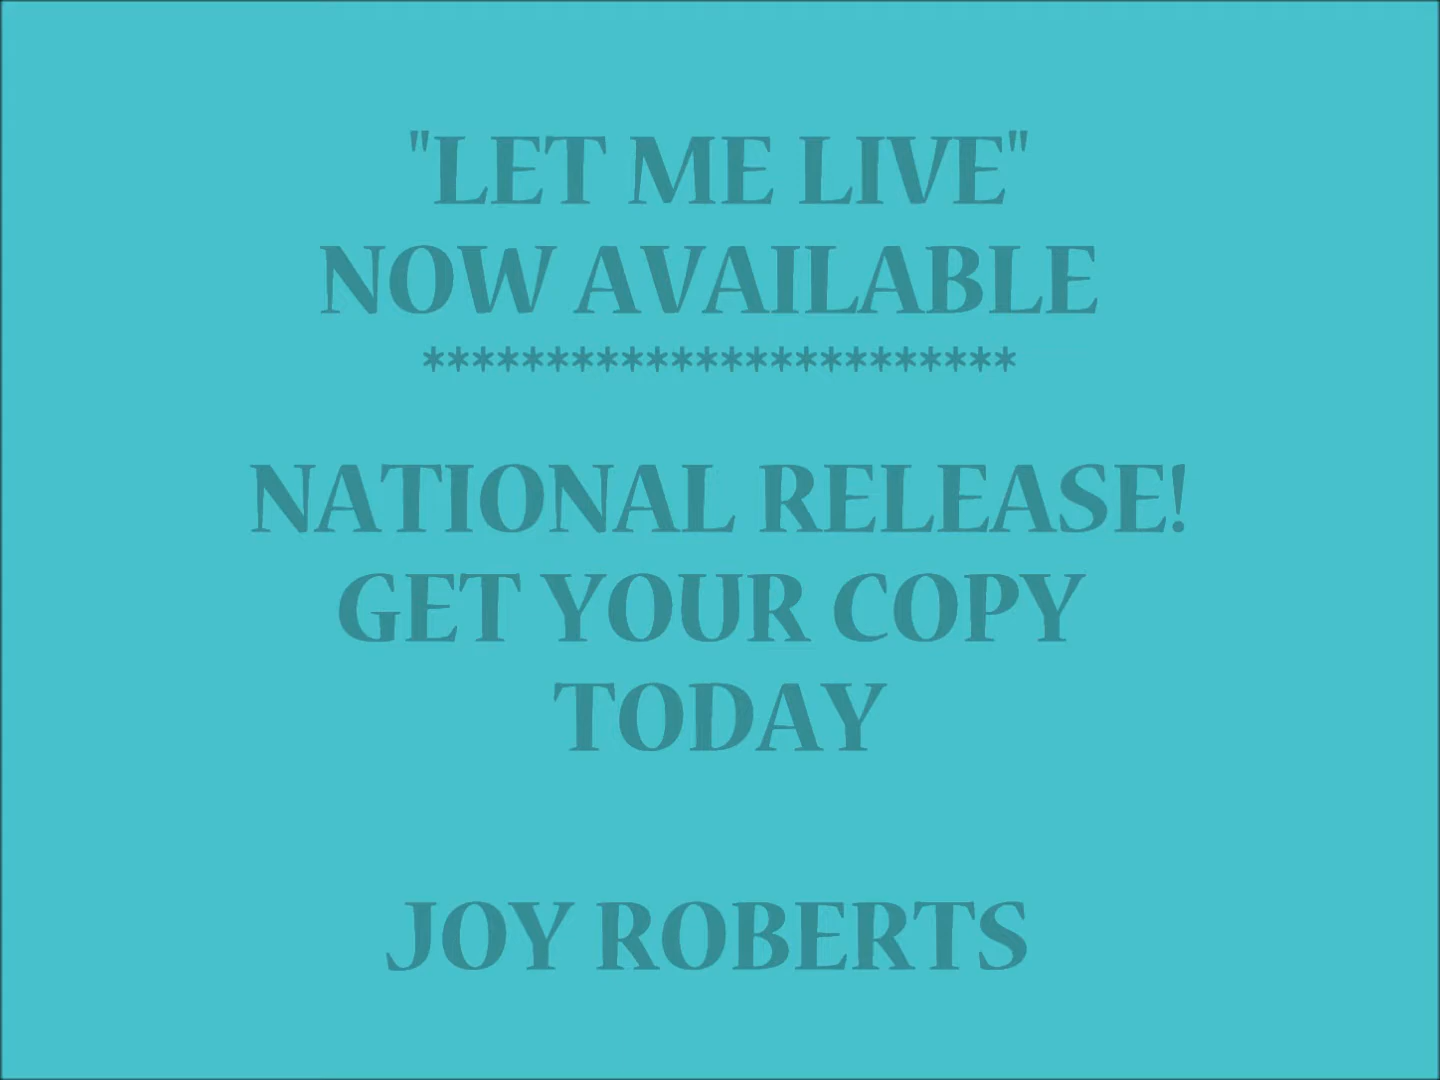 "LET ME LIVE"
NOW AVAILABLE
************************
NATIONAL RELEASE!
GET YOUR COPY
TODAY
JOY ROBERTS